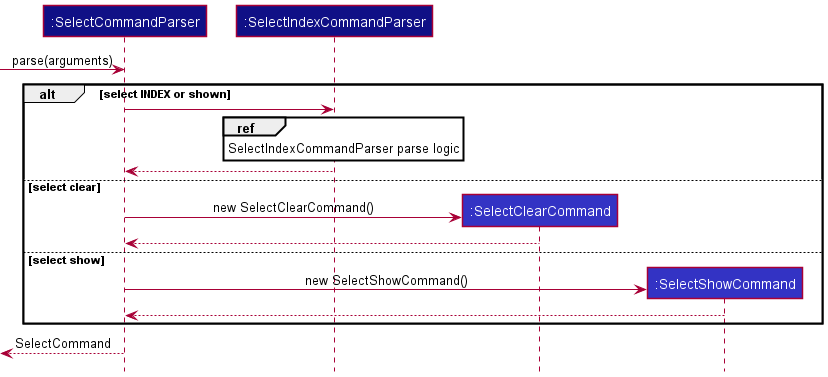 :SelectCommandParser
:SelectIndexCommandParser
parse(arguments)
alt
[select INDEX or shown]
ref
SelectIndexCommandParser parse logic
[select clear]
new SelectClearCommand()
:SelectClearCommand
[select show]
new SelectShowCommand()
:SelectShowCommand
SelectCommand